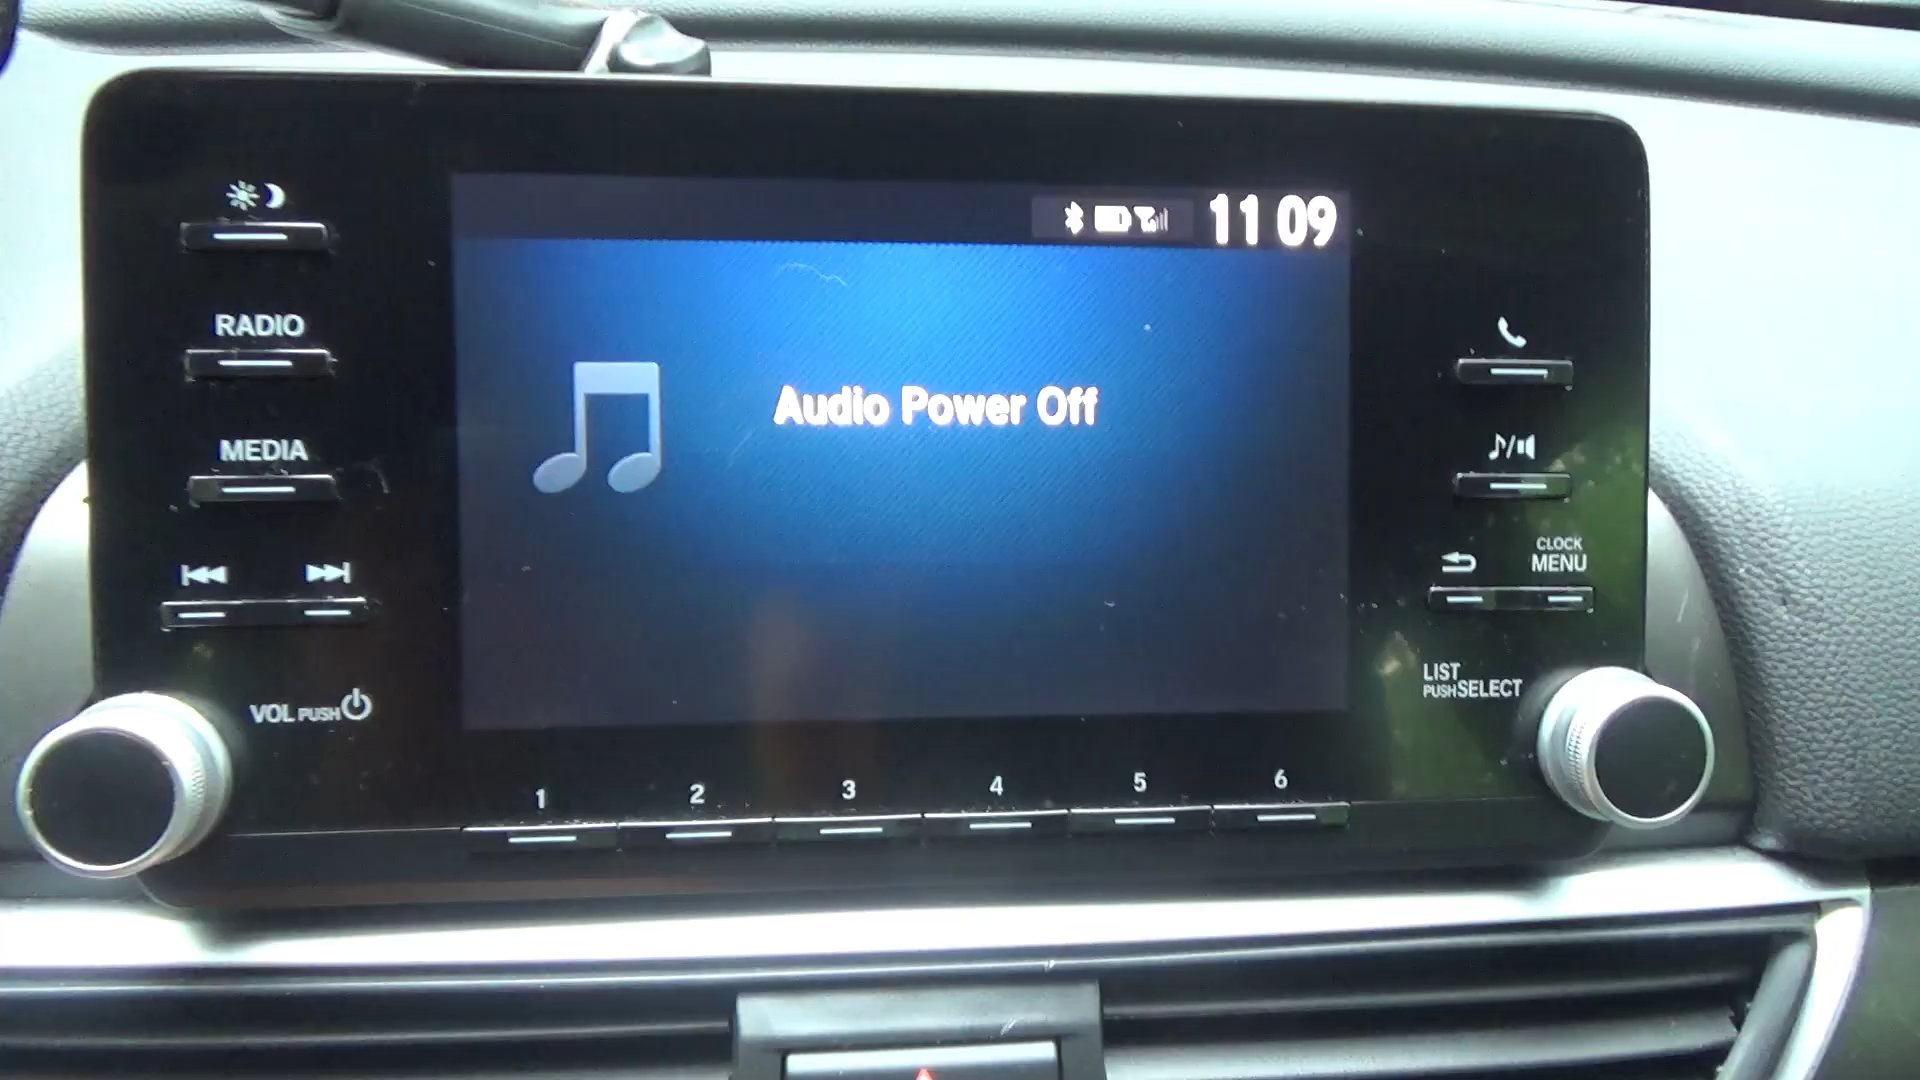 11 09
RADIO
Audio Power Off
MEDIA
CLOCK
MENU
VOL PUSH
LIST
PUSH SELECT
1 2 3 4 5 6